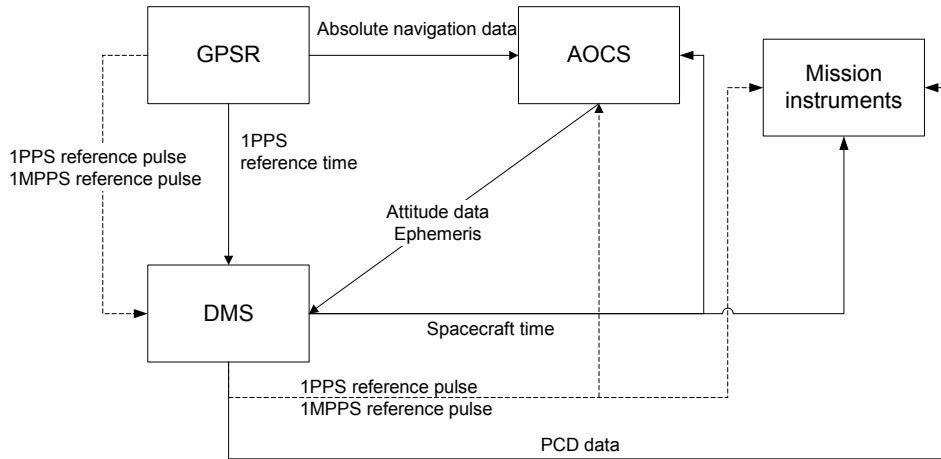 Absolute navigation data
GPSR
AOCS
Mission
instruments
1PPS
reference time
1PPS reference pulse
1MPPS reference pulse
Attitude data
Ephemeris
DMS
Spacecraft time
1PPS reference pulse
1MPPS reference pulse
PCD data